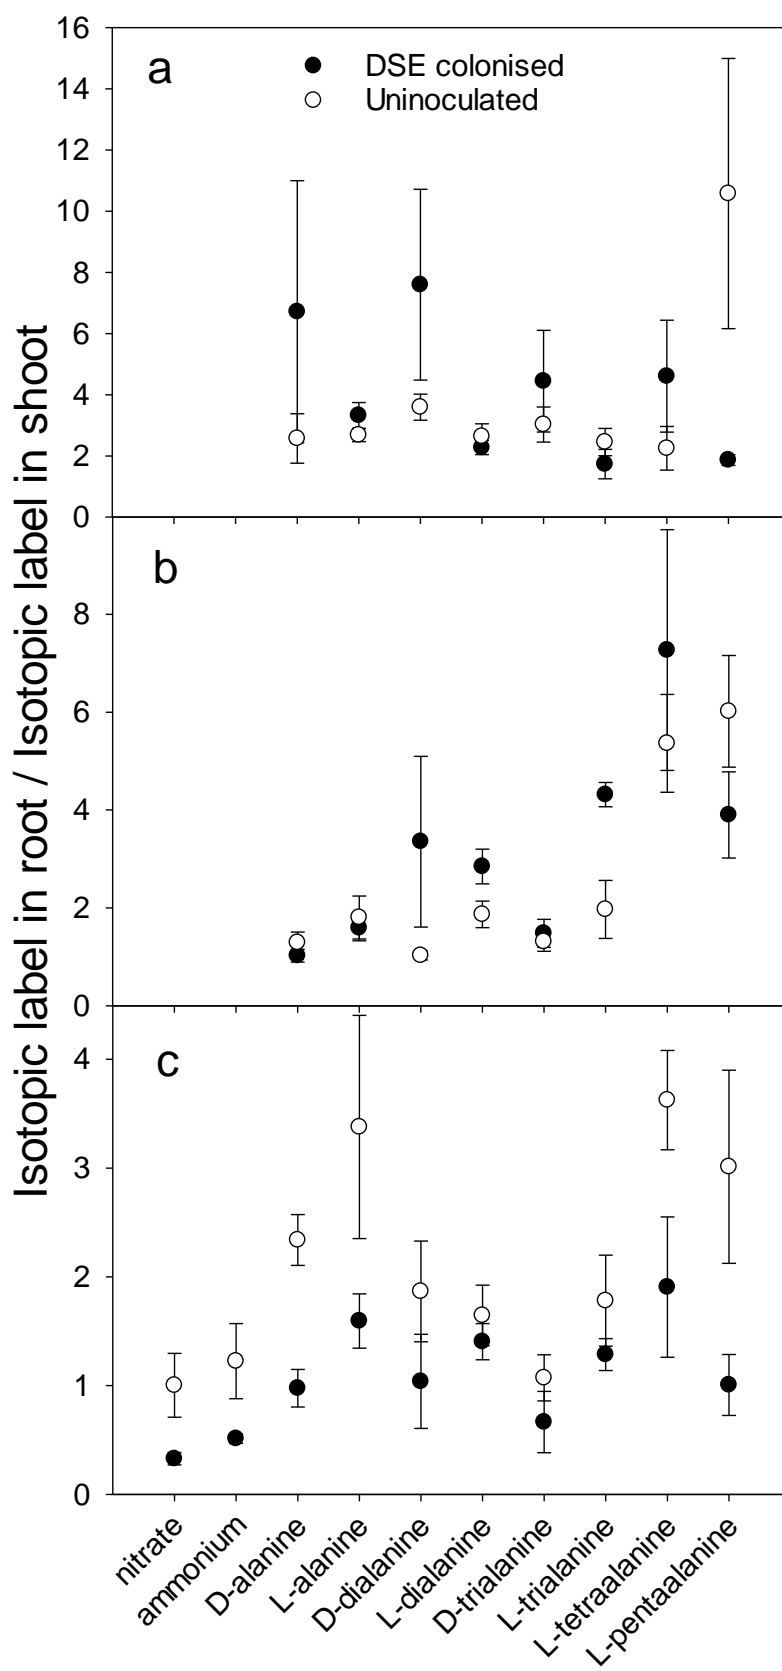 Isotopic label in root / Isotopic label in shoot
a
DSE colonised
Uninoculated
16
14
12
10
8
6
4
2
0
b
8
6
4
2
0
c
4
3
2
1
0
nitrate
ammonium
D-alanine
L-alanine
D-dialanine
L-dialanine
D-trialanine
L-trialanine
L-tetraalanine
L-pentaalanine